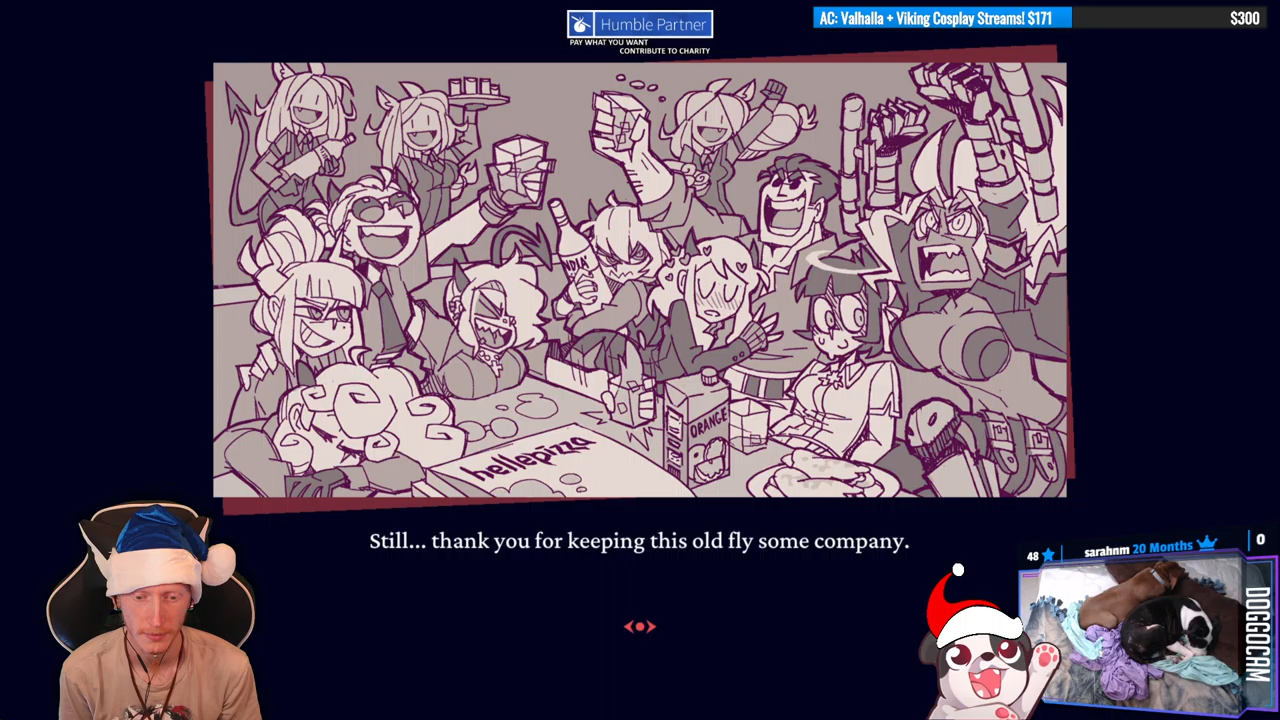 Humble Partner
PAY WHAT YOU WANT
CONTRIBUTE TO CHARITY
AC: Valhalla + Viking Cosplay Streams! $171
$300
ORANGE
hellepizza
Still... thank you for keeping this old fly some company.
48
sarahnm 20 Months
0
DOGGOCAM